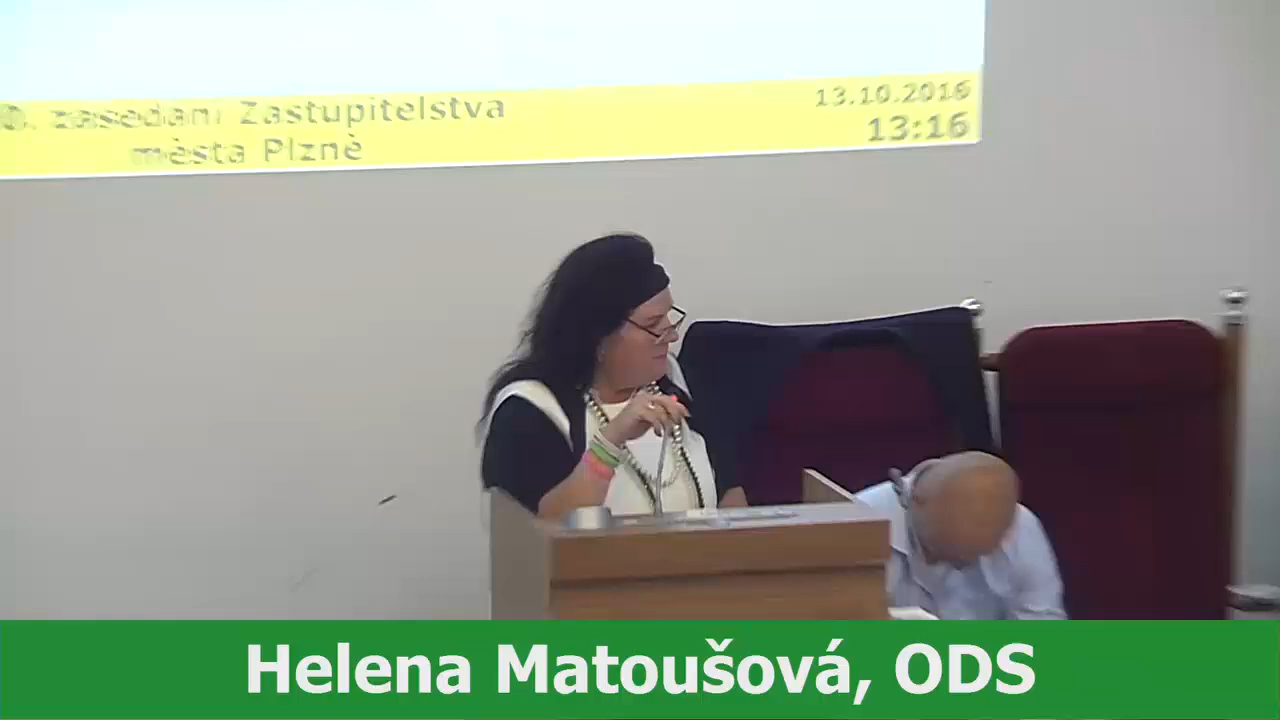 zasedání Zastupitelstva
města Plzně
13.10.2016
13:16
Helena Matoušová, ODS